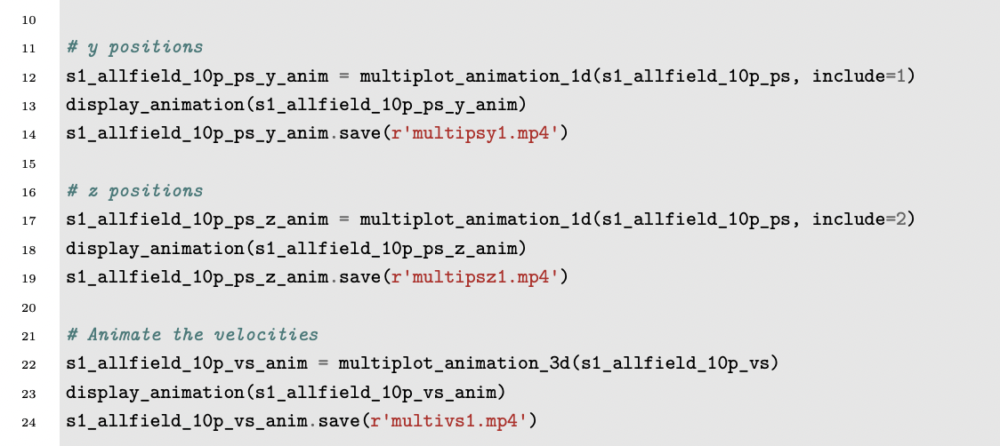 10
11 # y positions
12 s1_allfield_10p_ps_y_anim = multiplot_animation_1d(s1_allfield_10p_ps, include=1)
13 display_animation(s1_allfield_10p_ps_y_anim)
14 s1_allfield_10p_ps_y_anim.save(r'multipsy1.mp4')
15
16 # z positions
17 s1_allfield_10p_ps_z_anim = multiplot_animation_1d(s1_allfield_10p_ps, include=2)
18 display_animation(s1_allfield_10p_ps_z_anim)
19 s1_allfield_10p_ps_z_anim.save(r'multipsz1.mp4')
20
21 # Animate the velocities
22 s1_allfield_10p_vs_anim = multiplot_animation_3d(s1_allfield_10p_vs)
23 display_animation(s1_allfield_10p_vs_anim)
24 s1_allfield_10p_vs_anim.save(r'multivs1.mp4')